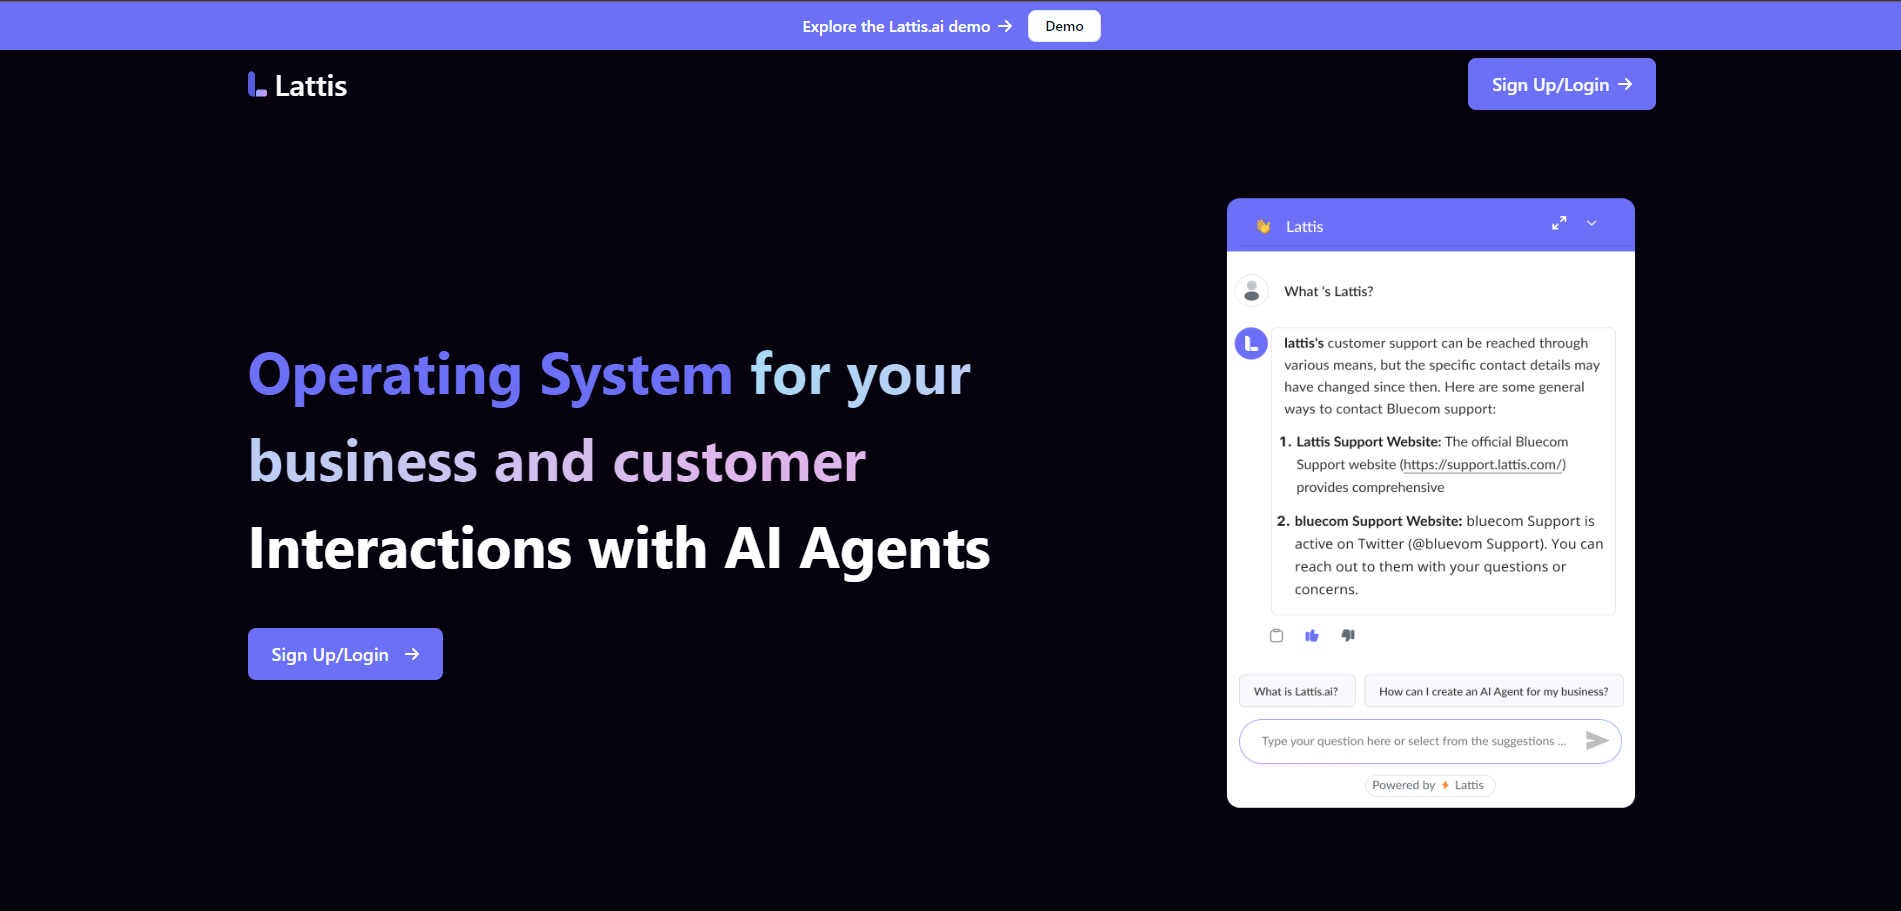 Explore the Lattis.ai demo → Demo
Lattis
Sign Up/Login →
Operating System for your
business and customer
Interactions with AI Agents
Sign Up/Login →
👋 Lattis
What 's Lattis?
lattis's customer support can be reached through
various means, but the specific contact details may
have changed since then. Here are some general
ways to contact Bluecom support:
1. Lattis Support Website: The official Bluecom
Support website (https://support.lattis.com/)
provides comprehensive
2. bluecom Support Website: bluecom Support is
active on Twitter (@bluevom Support). You can
reach out to them with your questions or
concerns.
What is Lattis.ai? How can I create an AI Agent for my business?
Type your question here or select from the suggestions ...
Powered by ⚡ Lattis